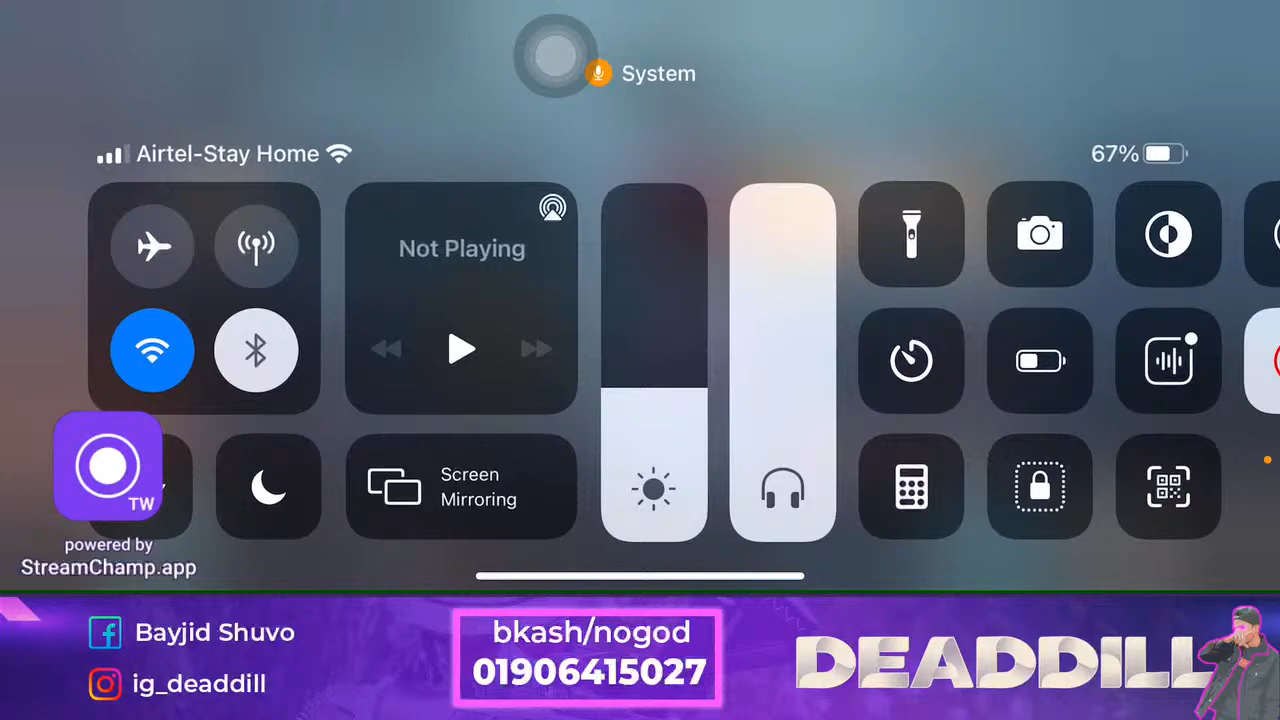 System
Airtel-Stay Home
67%
Not Playing
Screen
Mirroring
TW
powered by
StreamChamp.app
Bayjid Shuvo
ig_deaddill
bkash/nogod
01906415027
DEADDILL